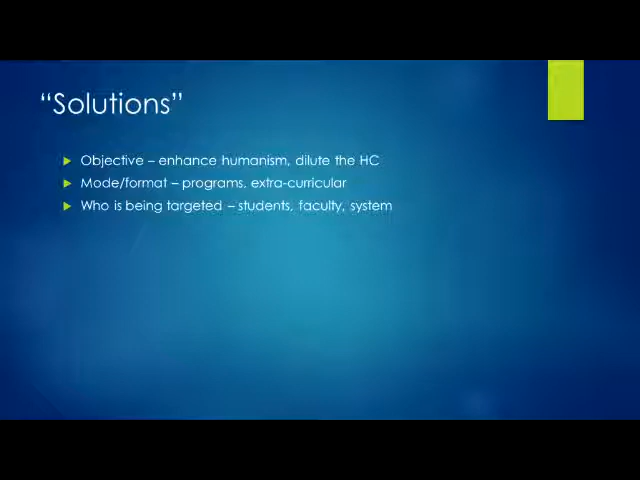 “Solutions”
Objective – enhance humanism, dilute the HC
Mode/format – programs, extra-curricular
Who is being targeted – students, faculty, system